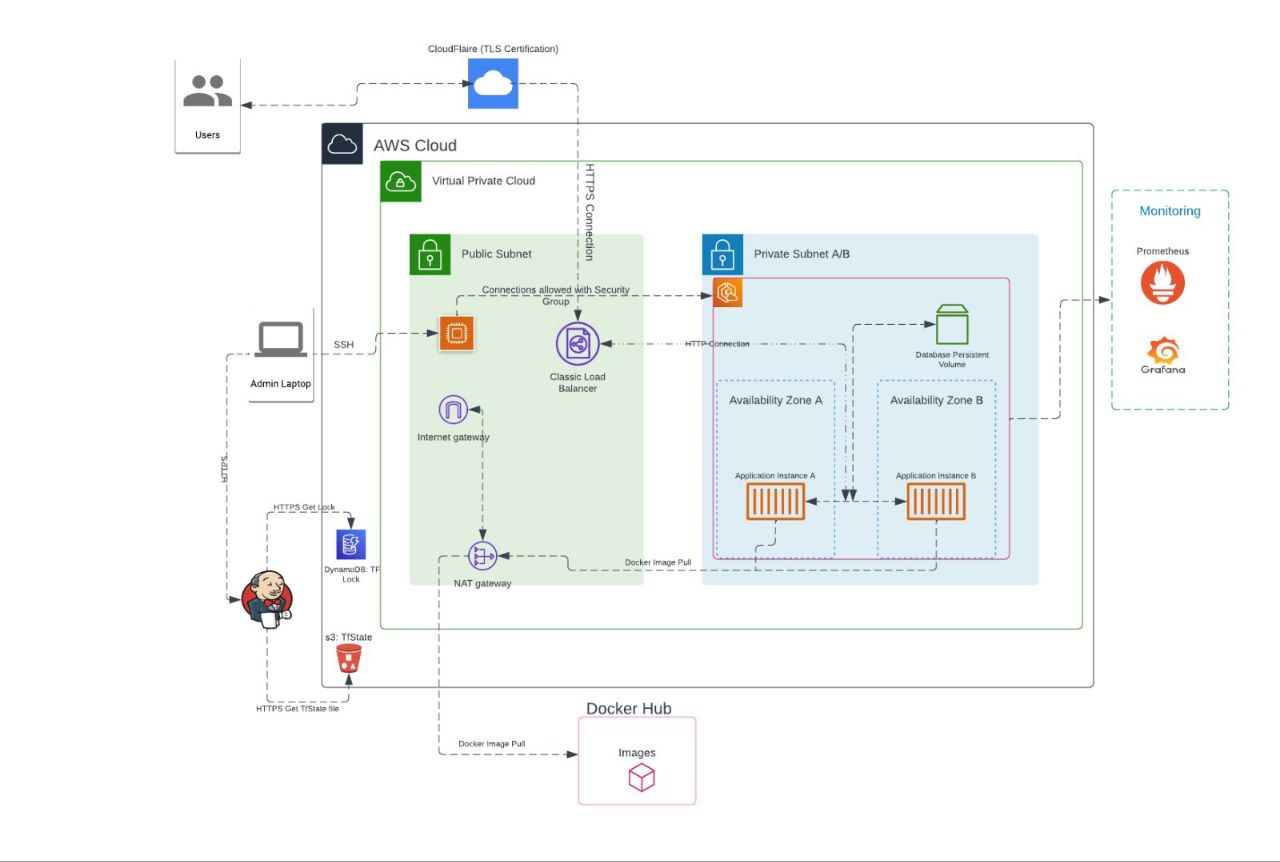 CloudFlaire (TLS Certification)
Users
AWS Cloud
Virtual Private Cloud
HTTPS Connection
Monitoring
Prometheus
Grafana
Public Subnet
Private Subnet A/B
Connections allowed with Security
Group
SSH
HTTP Connection
Classic Load
Balancer
Database Persistent
Volume
Admin Laptop
Availability Zone A
Availability Zone B
Internet gateway
HTTPS
Application Instance A
Application Instance B
HTTPS Get Lock
DynamoDB: TF
Lock
Docker Image Pull
NAT gateway
s3: TfState
HTTPS Get TfState file
Docker Hub
Docker Image Pull
Images